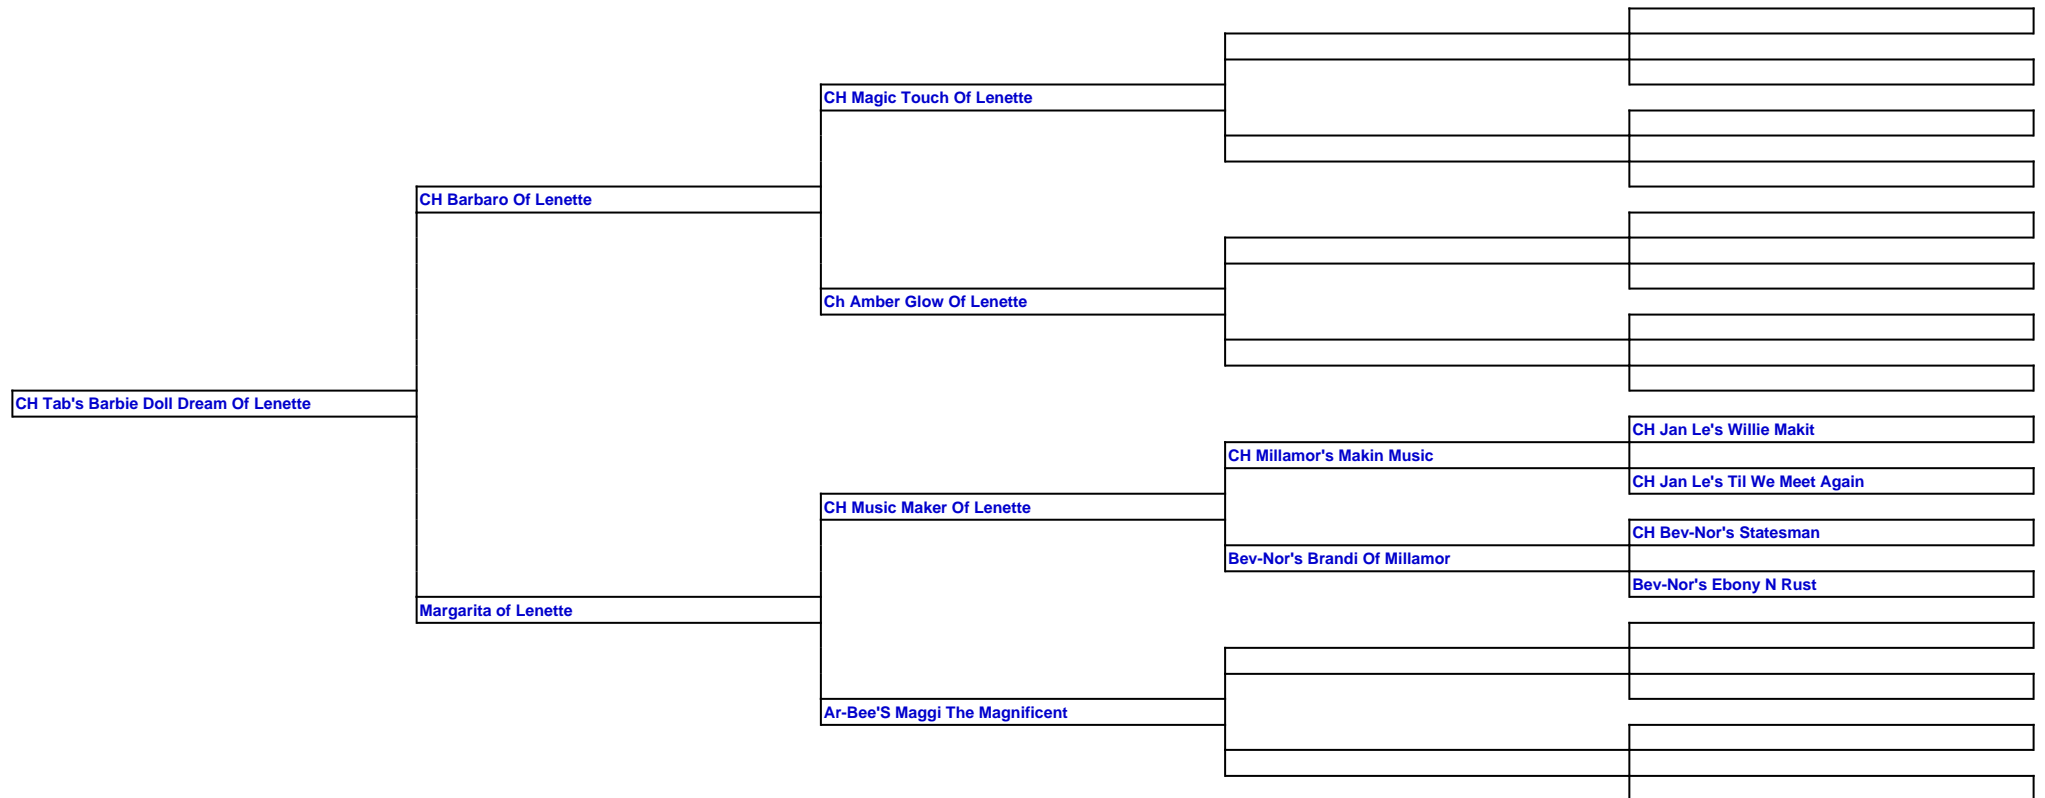 CH Magic Touch Of Lenette
CH Barbaro Of Lenette
Ch Amber Glow Of Lenette
CH Tab's Barbie Doll Dream Of Lenette
CH Jan Le's Willie Makit
CH Millamor's Makin Music
CH Jan Le's Til We Meet Again
CH Music Maker Of Lenette
CH Bev-Nor's Statesman
Bev-Nor's Brandi Of Millamor
Bev-Nor's Ebony N Rust
Margarita of Lenette
Ar-Bee'S Maggi The Magnificent